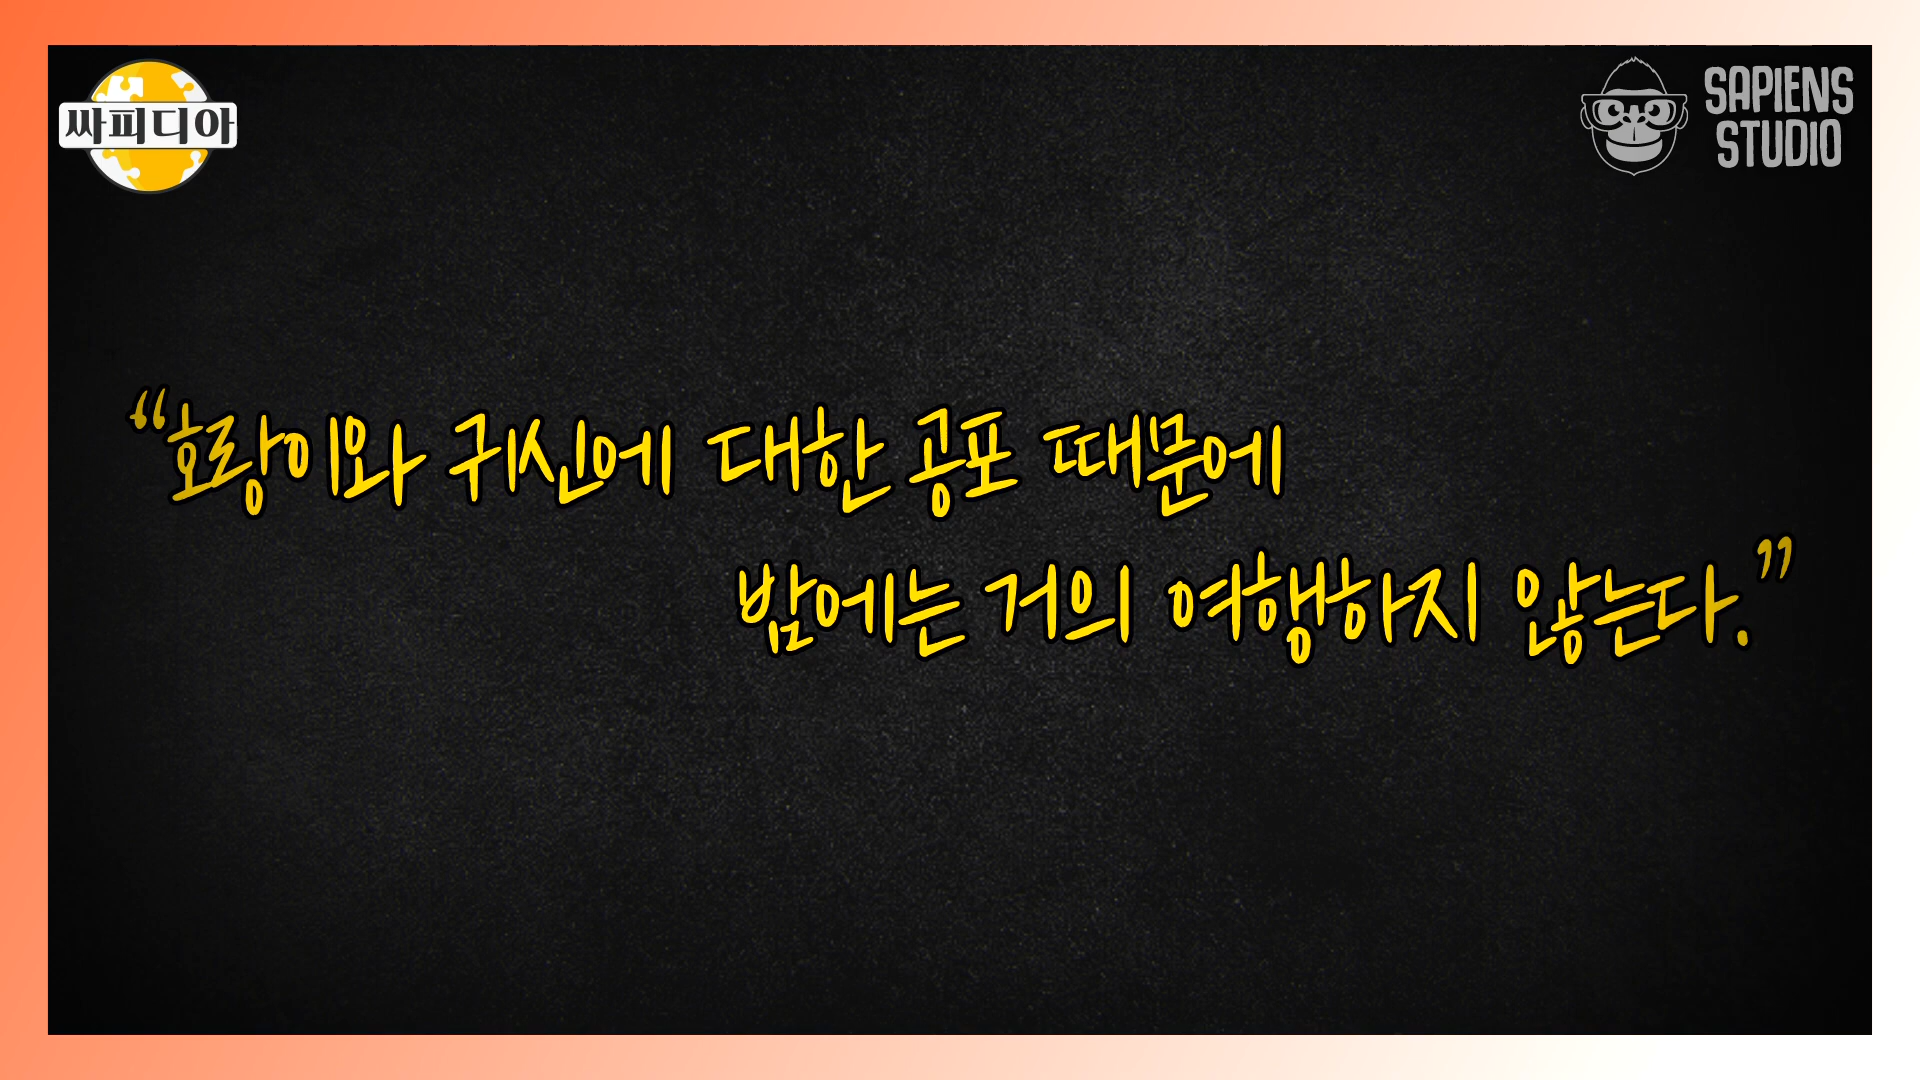 싸피디아
SAPIENS
STUDIO
“호랑이와 귀신에 대한 공포 때문에
밤에는 거의 여행하지 않는다.”